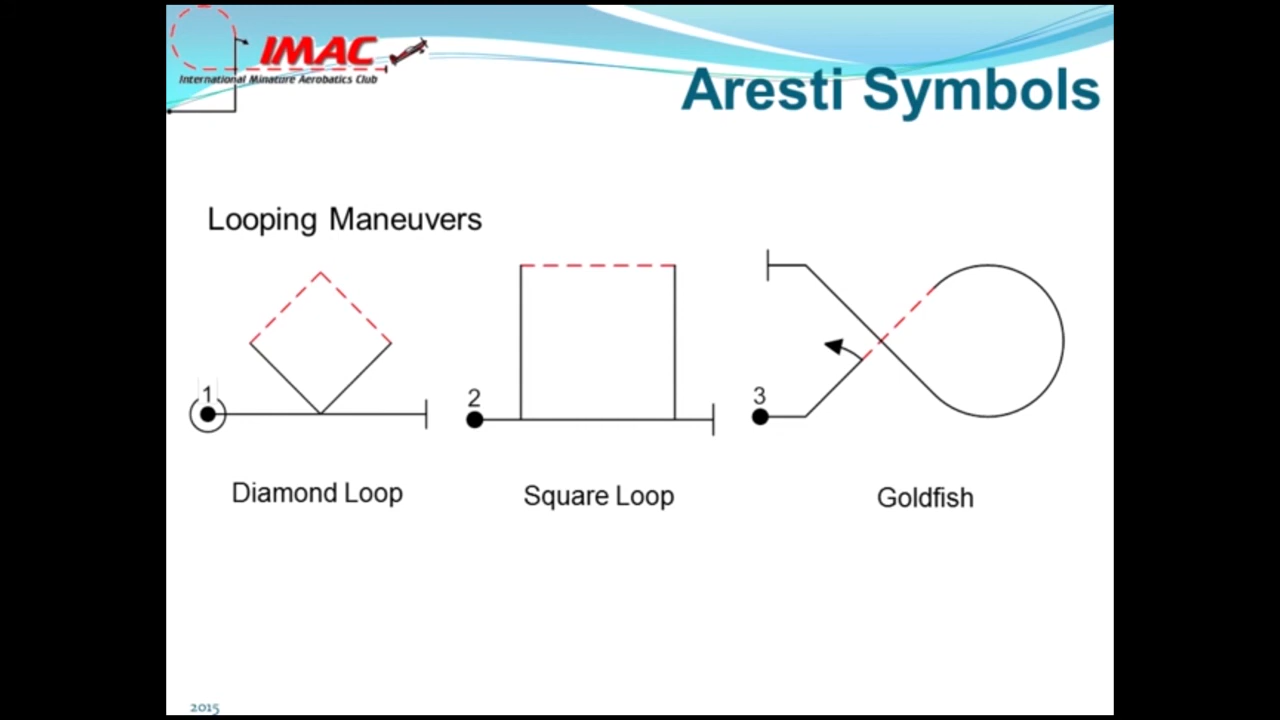 IMAC
International Minature Aerobatics Club
Aresti Symbols
Looping Maneuvers
1
2
3
Diamond Loop
Square Loop
Goldfish
2015